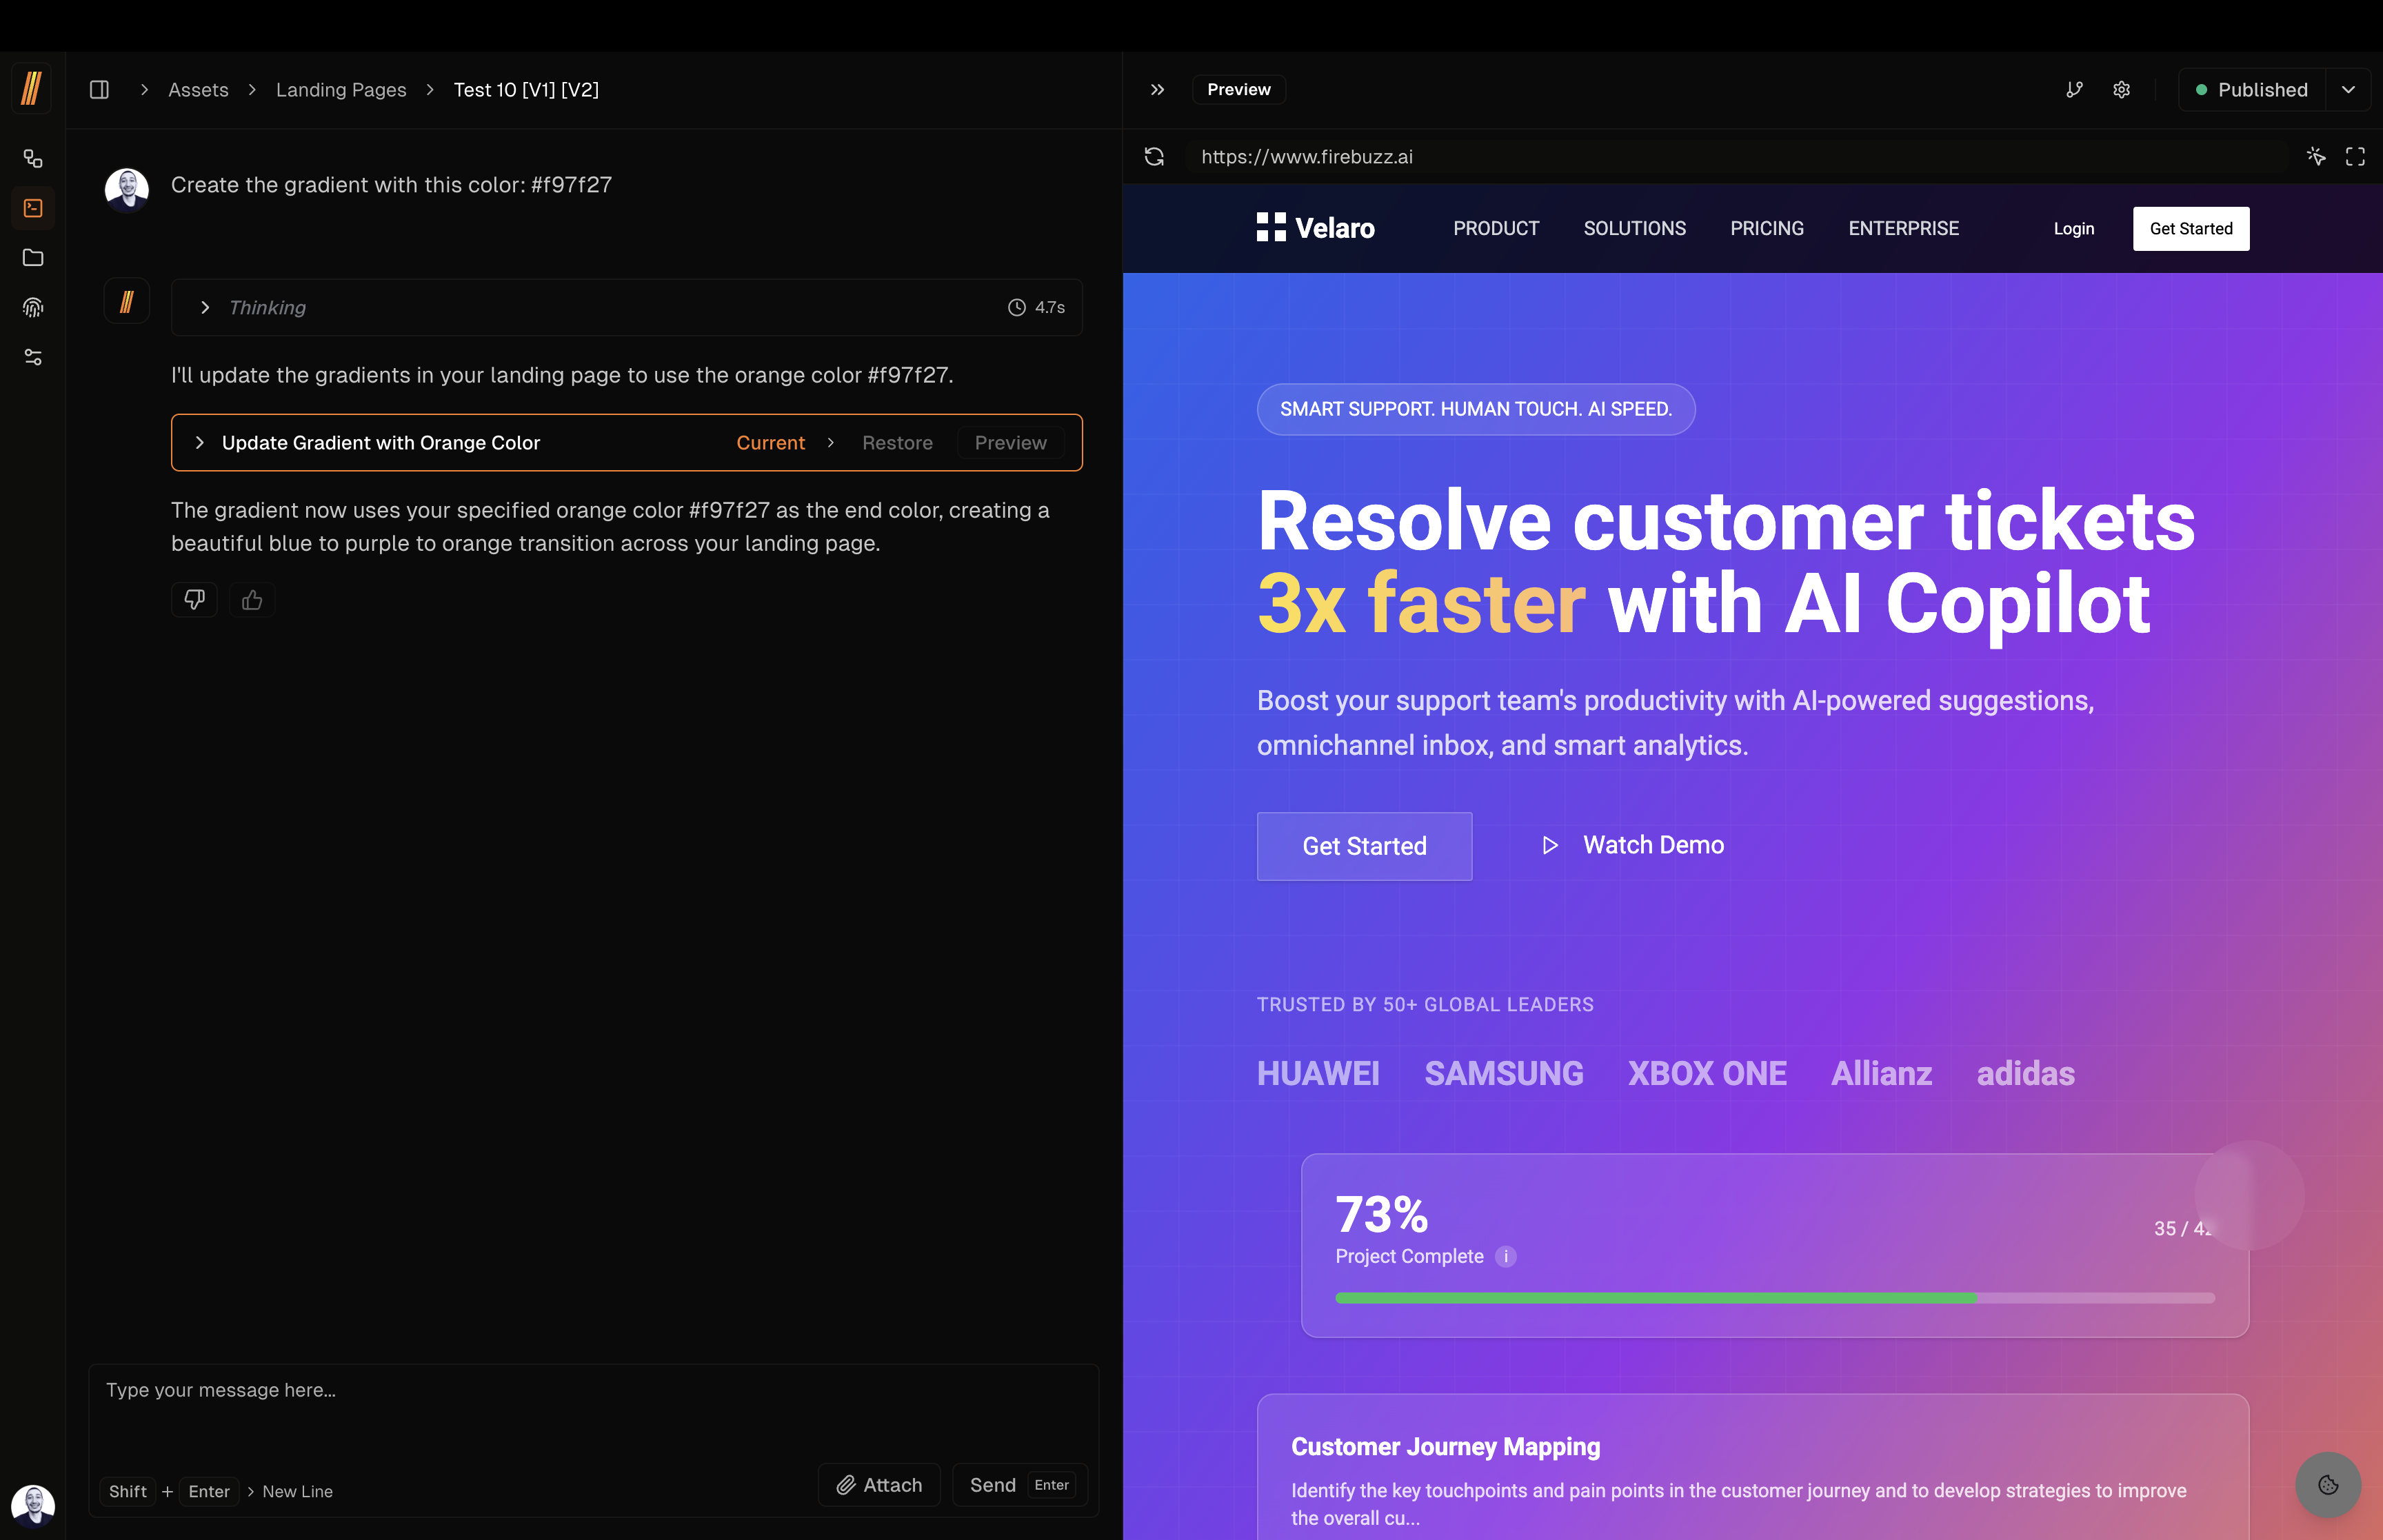 Assets
Landing Pages
Test 10 [V1] [V2]
Create the gradient with this color: #f97f27
Thinking
4.7s
I'll update the gradients in your landing page to use the orange color #f97f27.
Update Gradient with Orange Color
Current
Restore
Preview
The gradient now uses your specified orange color #f97f27 as the end color, creating a
beautiful blue to purple to orange transition across your landing page.
Type your message here...
Shift + Enter > New Line
Attach
Send Enter
Preview
Published
https://www.firebuzz.ai
Velaro
PRODUCT
SOLUTIONS
PRICING
ENTERPRISE
Login
Get Started
SMART SUPPORT. HUMAN TOUCH. AI SPEED.
Resolve customer tickets
3x faster with AI Copilot
Boost your support team's productivity with AI-powered suggestions,
omnichannel inbox, and smart analytics.
Get Started
Watch Demo
TRUSTED BY 50+ GLOBAL LEADERS
HUAWEI SAMSUNG XBOX ONE Allianz adidas
73%
35 /
Project Complete i
Customer Journey Mapping
Identify the key touchpoints and pain points in the customer journey and to develop strategies to improve
the overall cu...